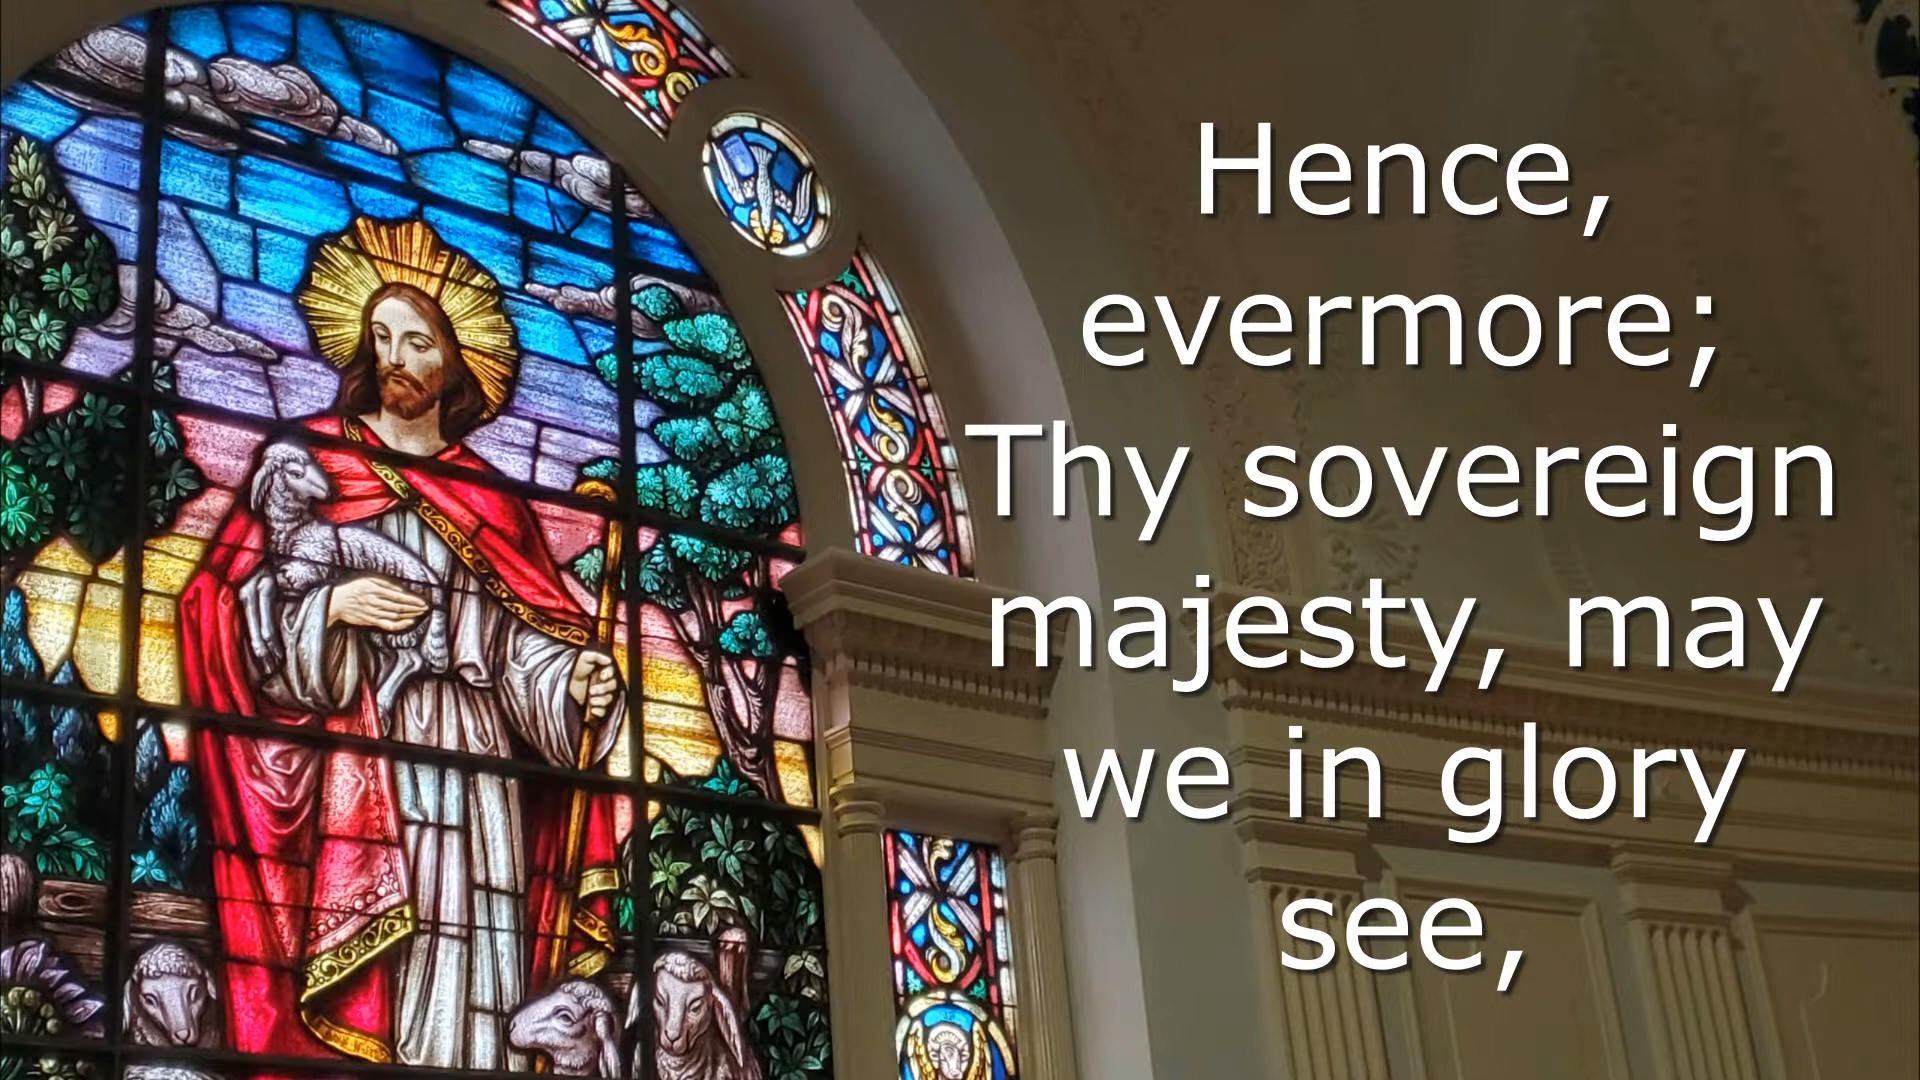 Hence,
evermore;
Thy sovereign
majesty, may
we in glory
see,